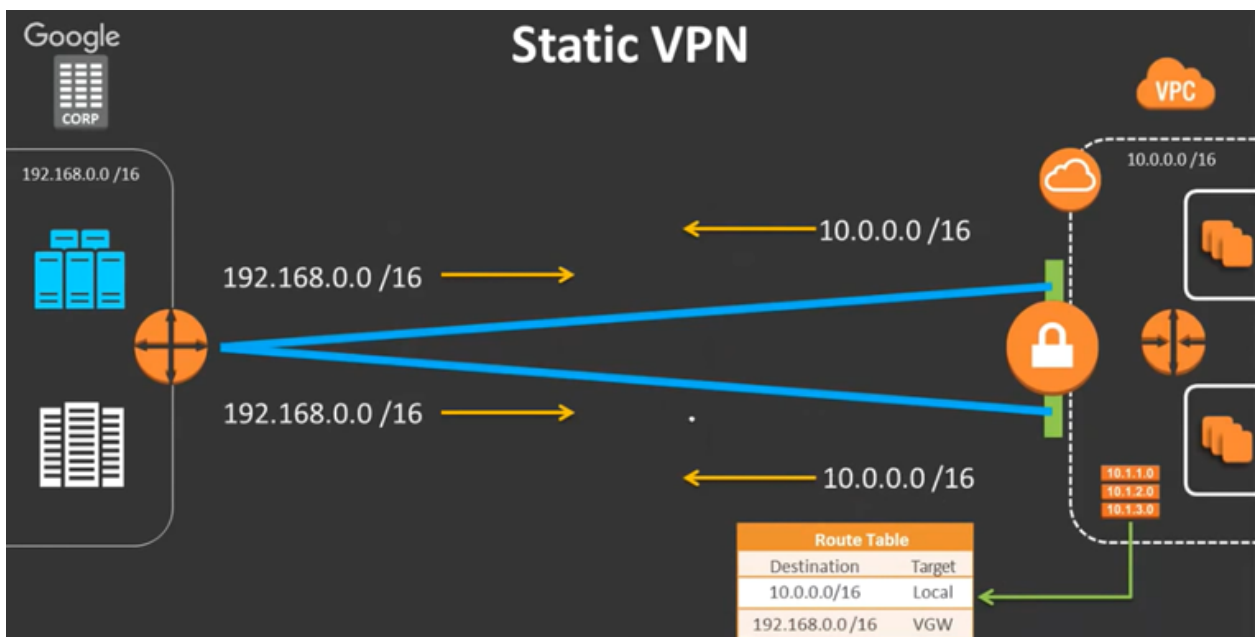 Google
Static VPN
CORP
VPC
192.168.0.0 /16
10.0.0.0 /16
10.0.0.0 /16
192.168.0.0 /16
192.168.0.0 /16
10.0.0.0 /16
10.1.1.0
10.1.2.0
10.1.3.0
Route Table
Destination Target
10.0.0.0/16 Local
192.168.0.0/16 VGW